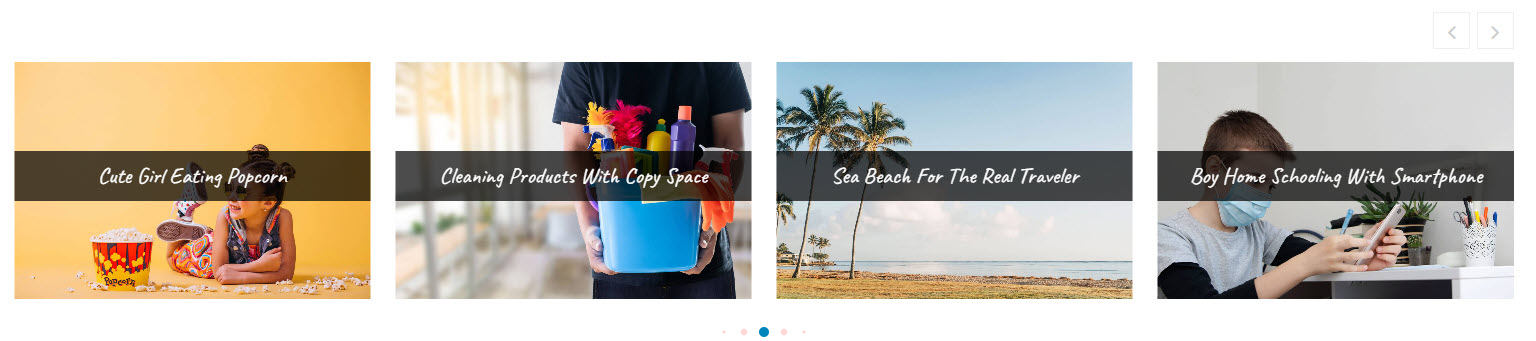 Cute Girl Eating Popcorn
Cleaning Products With Copy Space
Sea Beach For The Real Traveler
Boy Home Schooling With Smartphone
Popcorn